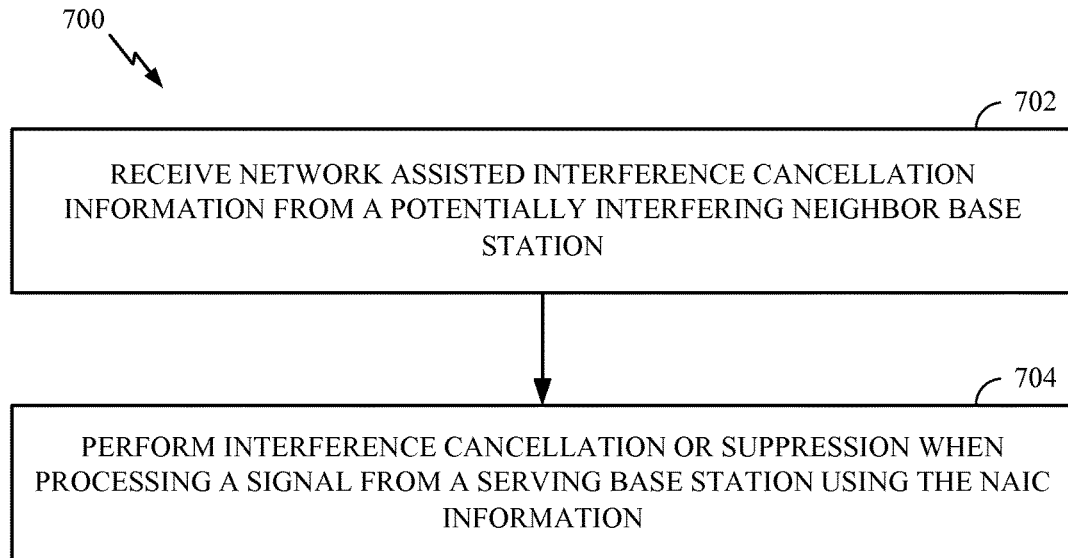 700
702
RECEIVE NETWORK ASSISTED INTERFERENCE CANCELLATION
INFORMATION FROM A POTENTIALLY INTERFERING NEIGHBOR BASE
STATION
704
PERFORM INTERFERENCE CANCELLATION OR SUPPRESSION WHEN
PROCESSING A SIGNAL FROM A SERVING BASE STATION USING THE NAIC
INFORMATION